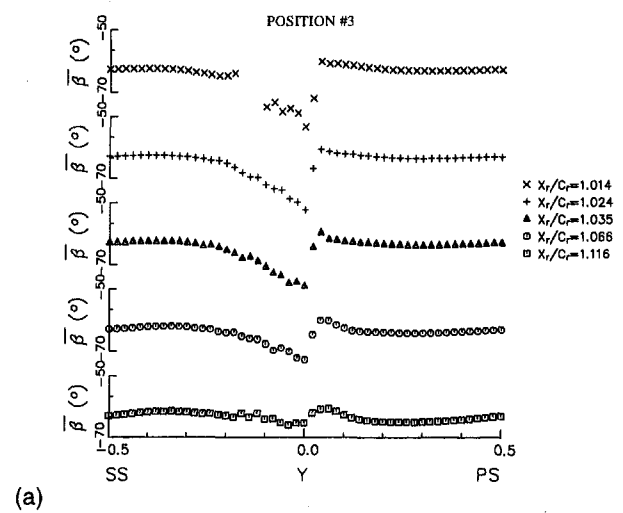 POSITION #3
-50
β (°)
-70
-50
β (°)
-70
-50
β (°)
-70
-50
β (°)
-70
-50
β (°)
-70
× Xr/Cr=1.014
+ Xr/Cr=1.024
▲ Xr/Cr=1.035
Xr/Cr=1.066
Xr/Cr=1.116
-0.5 0.0 0.5
SS Y PS
(a)